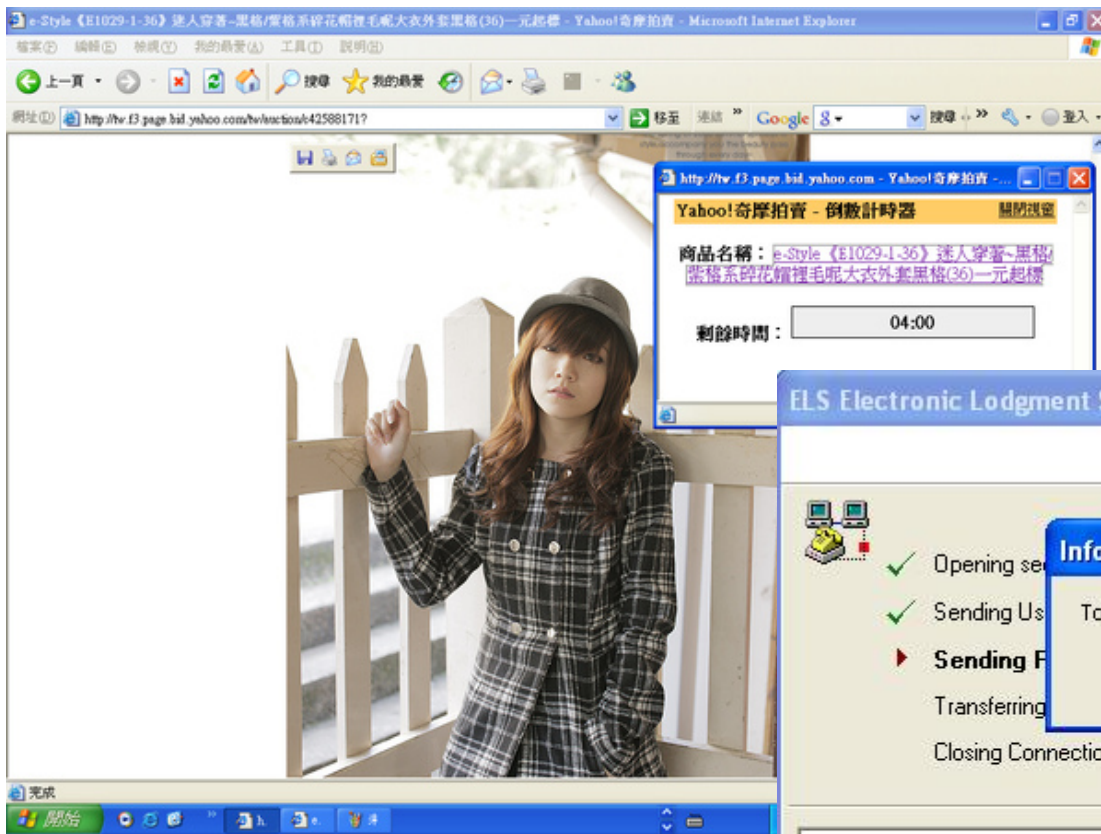 e-Style《E1029-1-36》迷人穿著~黑格/紫格系碎花帽裡毛呢大衣外套黑格(36)一元起標 - Yahoo!奇摩拍賣 - Microsoft Internet Explorer
檔案(F) 編輯(E) 檢視(V) 我的最愛(A) 工具(T) 說明(H)
上一頁 搜尋 我的最愛
網址(D) http://tw.f3.page.bid.yahoo.com/tw/auction/c42588171? 移至 連結 » Google 搜尋 » 登入
through every door
http://tw.f3.page.bid.yahoo.com - Yahoo!奇摩拍賣 - ...
Yahoo!奇摩拍賣 - 倒數計時器 關閉視窗
商品名稱：e-Style《E1029-1-36》迷人穿著~黑格/
紫格系碎花帽裡毛呢大衣外套黑格(36)一元起標
剩餘時間： 04:00
ELS Electronic Lodgment S
Info
Opening sec
Sending Us To
Sending F
Transferring
Closing Connectio
完成
開始 h. e.